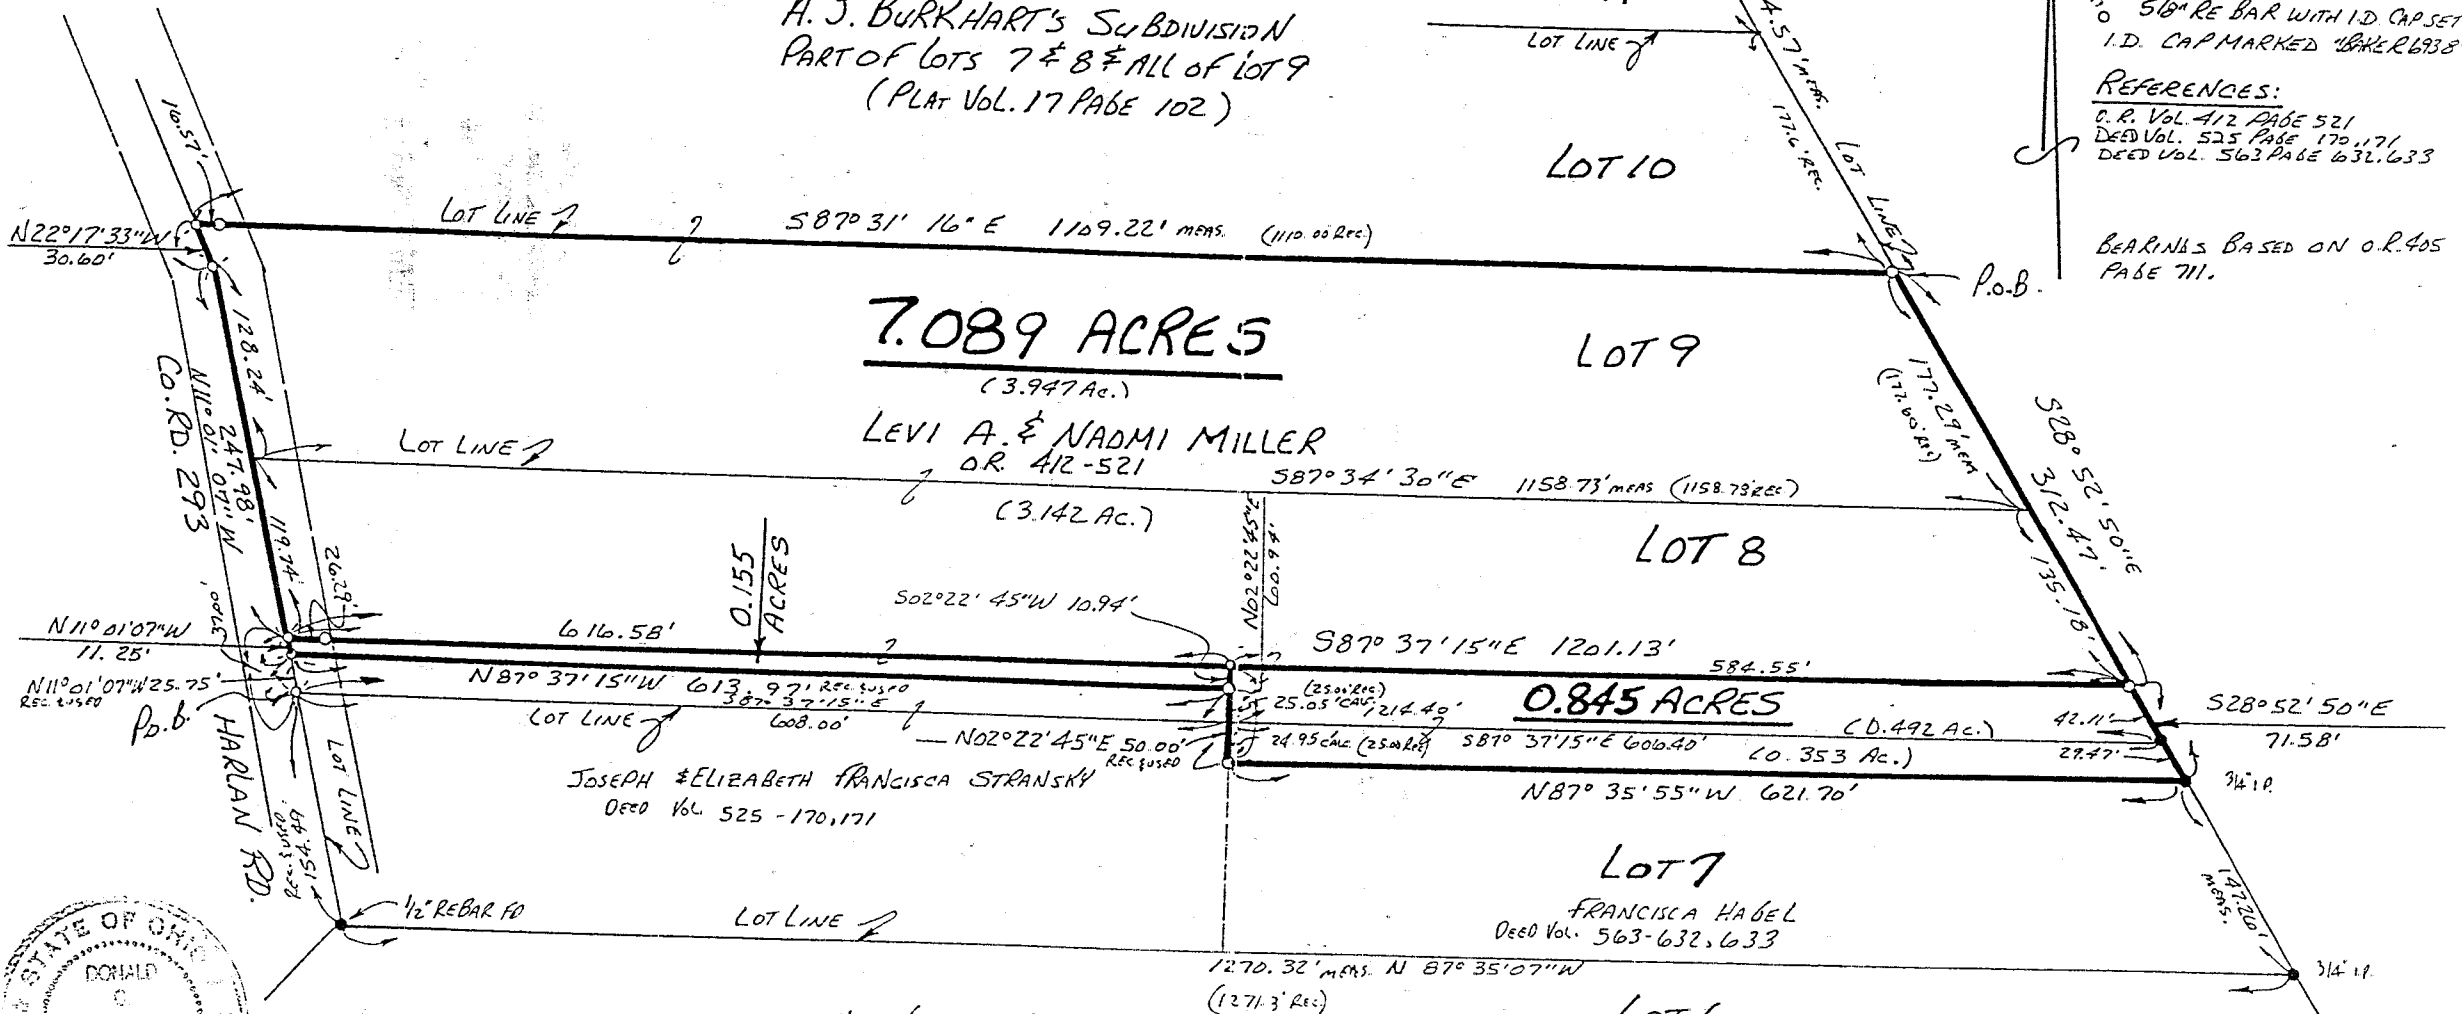 A. J. BURKHART'S SUBDIVISION
PART OF LOTS 7 & 8 & ALL OF LOT 9
(PLAT VOL. 17 PAGE 102)
LOT LINE
4.57' MEAS.
177.6' REC.
LOT LINE
5/8" RE BAR WITH I.D. CAP SET
I.D. CAP MARKED "BAKER 6938
REFERENCES:
O.R. VOL. 412 PAGE 521
DEED VOL. 525 PAGE 170,171
DEED VOL. 563 PAGE 632,633
BEARINGS BASED ON O.R. 405
PAGE 711.
LOT 10
16.57'
N22°17'33"W
30.60'
LOT LINE
S87° 31' 16" E 1109.22' MEAS. (1110.00 REC.)
P.O.B.
7.089 ACRES
(3.947 AC.)
LOT 9
LEVI A. & NAOMI MILLER
O.R. 412-521
128.24'
N11° 01' 07" W
247.98'
CO. RD. 293
119.74'
LOT LINE
S87° 34' 30" E 1158.73' MEAS (1158.73' REC)
177.29' MEAS
(177.60' REC)
S28° 52' 50" E
312.47'
135.18'
(3.142 AC.)
LOT 8
N02°22'45"E
60.94'
0.155
ACRES
26.29'
S02°22'45"W 10.94'
N11°01'07"W
11.25'
616.58'
S87° 37' 15" E 1201.13'
584.55'
N11°01'07"W 25.75'
REC. & USED
P.O.B.
N87° 37' 15" W 613.97' REC. & USED
S87° 37' 15" E
608.00'
LOT LINE
(25.00 REC)
25.05' CALC.
1214.40'
0.845 ACRES
(0.492 AC.)
42.11'
S28°52'50"E
71.58'
N02°22'45"E 50.00'
REC. & USED
24.95 CALC. (25.00 REC)
S87° 37' 15" E 606.40'
(0.353 AC.)
29.47'
JOSEPH & ELIZABETH FRANCISCA STRANSKY
DEED VOL. 525-170,171
N87° 35' 55" W 621.70'
3/4" I.P.
HARLAN RD.
REC. & USED
154.49
LOT LINE
LOT 7
FRANCISCA HABEL
DEED VOL. 563-632,633
147.26'
MEAS.
1/2" REBAR FD
LOT LINE
1270.32' MEAS. N 87° 35' 07" W
(1271.3' REC)
3/4" I.P.
STATE OF OHIO
DONALD
C.